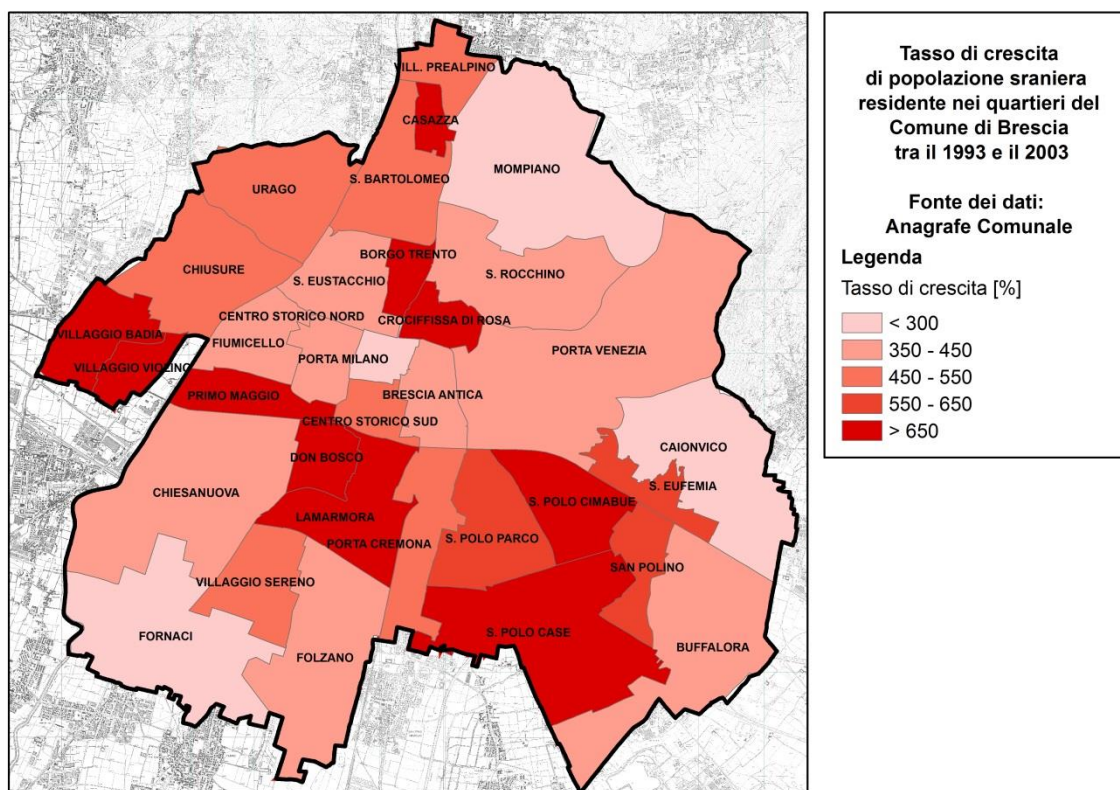 VILL. PREALPINO
CASAZZA
MOMPIANO
S. BARTOLOMEO
URAGO
BORGO TRENTO
S. ROCCHINO
CHIUSURE
S. EUSTACCHIO
CENTRO STORICO NORD
CROCIFFISSA DI ROSA
VILLAGGIO BADIA
FIUMICELLO
PORTA MILANO
PORTA VENEZIA
VILLAGGIO VIOLINO
PRIMO MAGGIO
BRESCIA ANTICA
CENTRO STORICO SUD
CAIONVICO
DON BOSCO
S. EUFEMIA
CHIESANUOVA
S. POLO CIMABUE
LAMARMORA
PORTA CREMONA
S. POLO PARCO
SAN POLINO
VILLAGGIO SERENO
FORNACI
S. POLO CASE
BUFFALORA
FOLZANO
Tasso di crescita
di popolazione sraniera
residente nei quartieri del
Comune di Brescia
tra il 1993 e il 2003
Fonte dei dati:
Anagrafe Comunale
Legenda
Tasso di crescita [%]
< 300
350 - 450
450 - 550
550 - 650
> 650